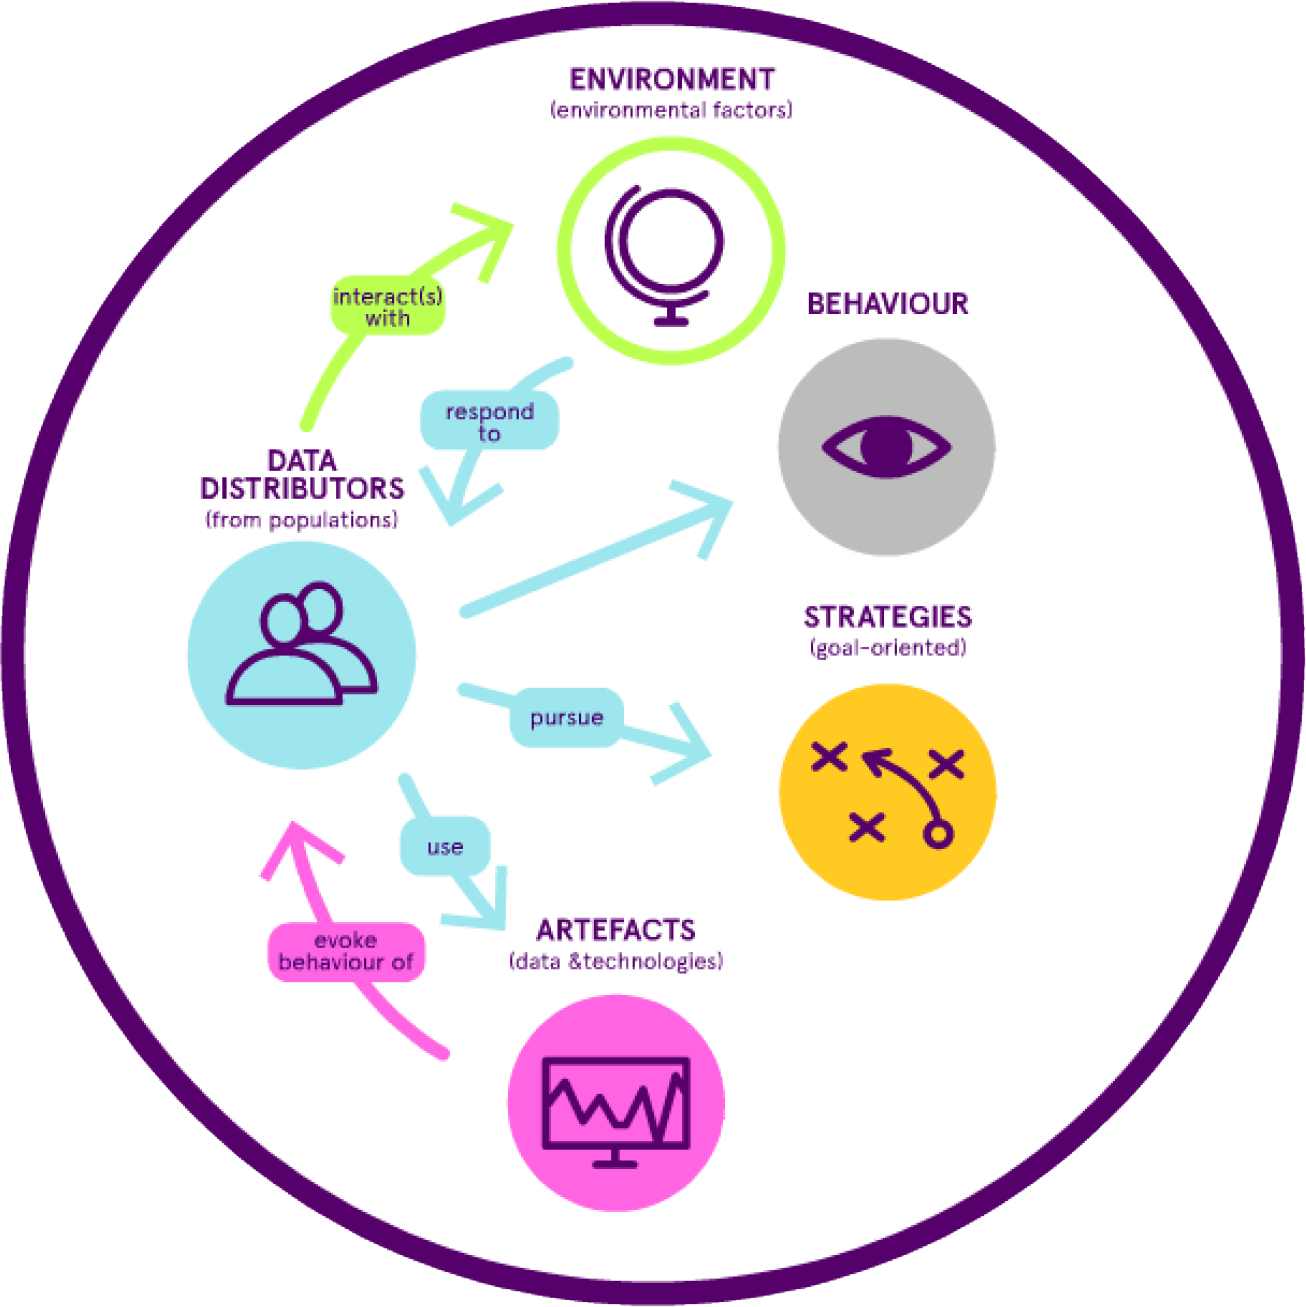 ENVIRONMENT
(environmental factors)
interact(s)
with
BEHAVIOUR
respond
to
DATA
DISTRIBUTORS
(from populations)
STRATEGIES
(goal-oriented)
pursue
use
ARTEFACTS
(data &technologies)
evoke
behaviour of